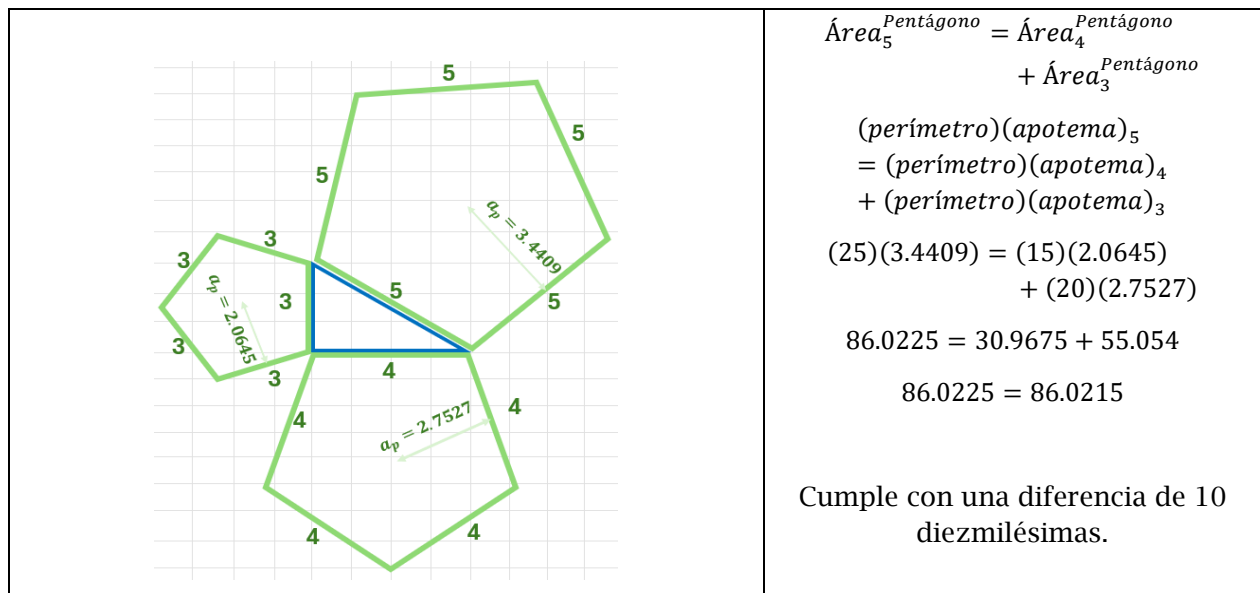 5
5
5
a_p = 3.4409
3
3
5
3
5
a_p = 2.0645
3
3
4
4
a_p = 2.7527
4
4
4
Área_5^{Pentágono} = Área_4^{Pentágono}
+ Área_3^{Pentágono}
(perímetro)(apotema)_5
= (perímetro)(apotema)_4
+ (perímetro)(apotema)_3
(25)(3.4409) = (15)(2.0645)
+ (20)(2.7527)
86.0225 = 30.9675 + 55.054
86.0225 = 86.0215
Cumple con una diferencia de 10
diezmilésimas.